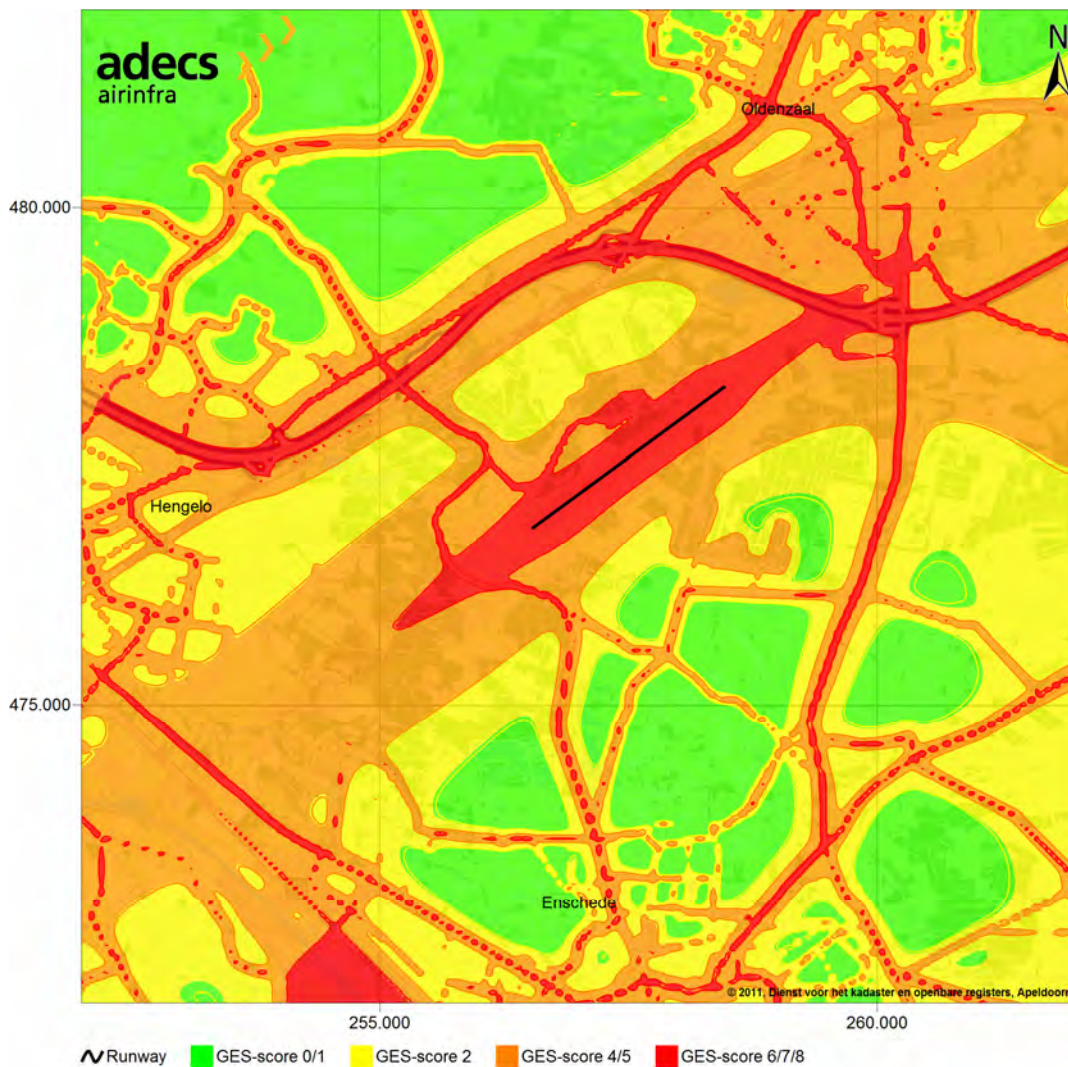 adecs
airinfra
N
Oldenzaal
480.000
Hengelo
475.000
Enschede
© 2011, Dienst voor het kadaster en openbare registers, Apeldoorn
255.000 260.000
Runway GES-score 0/1 GES-score 2 GES-score 4/5 GES-score 6/7/8